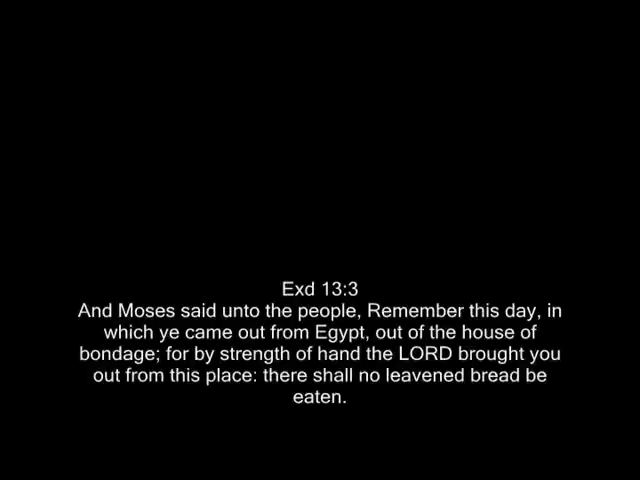 Exd 13:3
And Moses said unto the people, Remember this day, in
which ye came out from Egypt, out of the house of
bondage; for by strength of hand the LORD brought you
out from this place: there shall no leavened bread be
eaten.